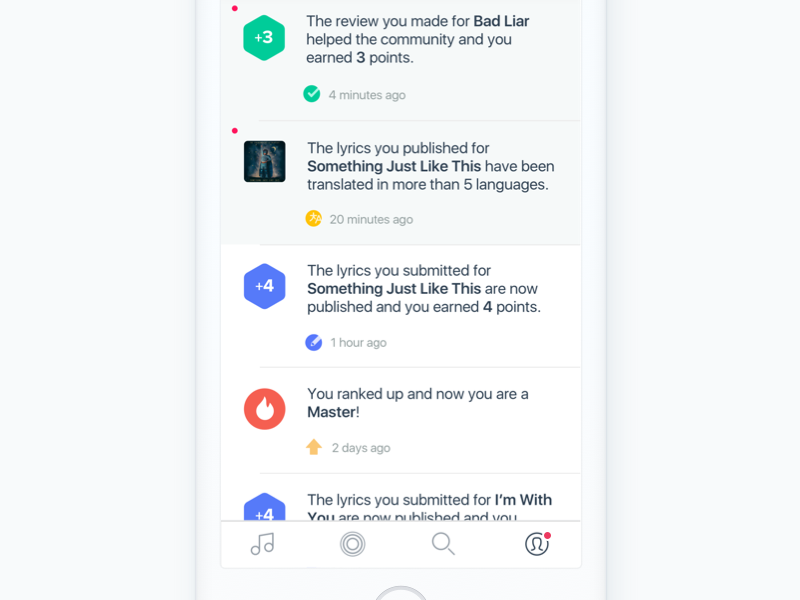 +3
The review you made for Bad Liar
helped the community and you
earned 3 points.
4 minutes ago
The lyrics you published for
Something Just Like This have been
translated in more than 5 languages.
20 minutes ago
+4
The lyrics you submitted for
Something Just Like This are now
published and you earned 4 points.
1 hour ago
You ranked up and now you are a
Master!
2 days ago
+4
The lyrics you submitted for I'm With
You are now published and you